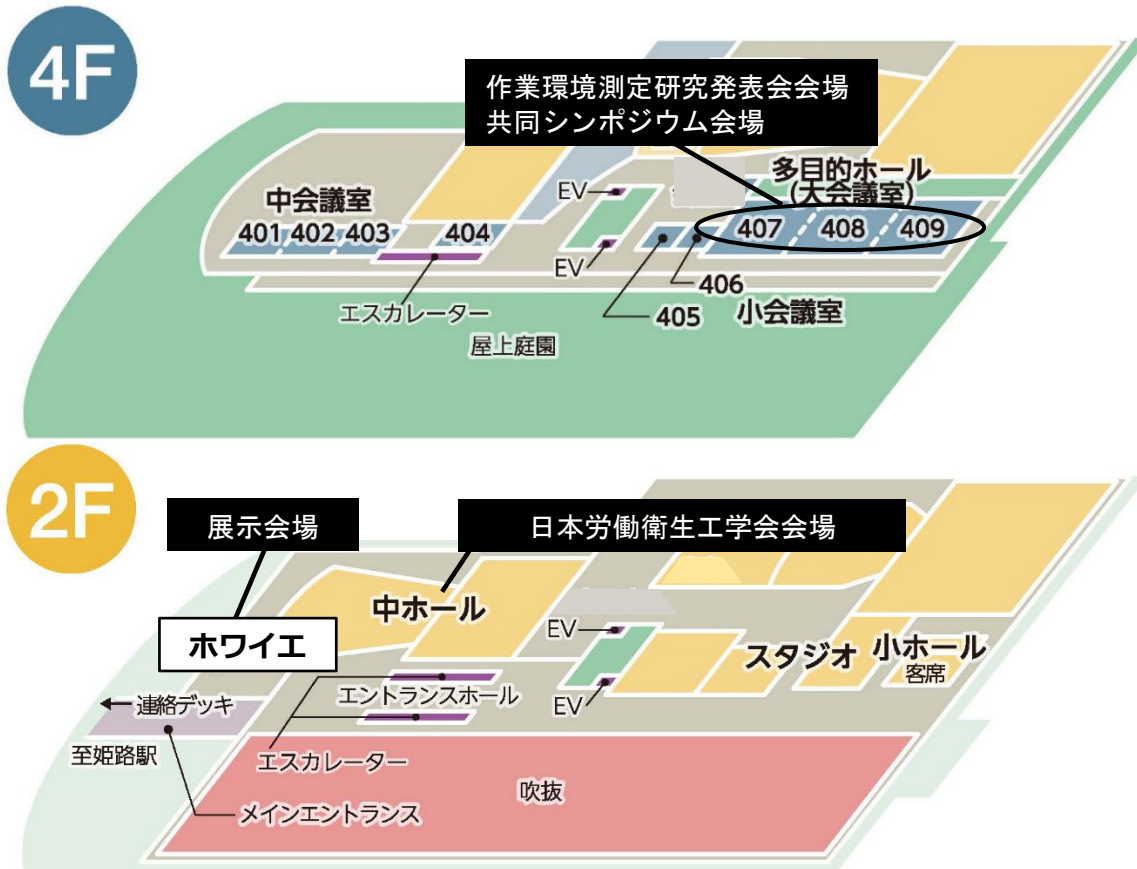 4F
作業環境測定研究発表会会場
共同シンポジウム会場
多目的ホール
(大会議室)
中会議室
EV
401
402
403
404
407
408
409
EV
406
エスカレーター
405
小会議室
屋上庭園
2F
展示会場
日本労働衛生工学会会場
中ホール
ホワイエ
EV
スタジオ
小ホール
客席
エントランスホール
EV
← 連絡デッキ
至姫路駅
エスカレーター
吹抜
メインエントランス